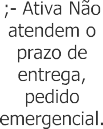 ;- Ativa Não
atendem o
prazo de
entrega,
pedido
emergencial.